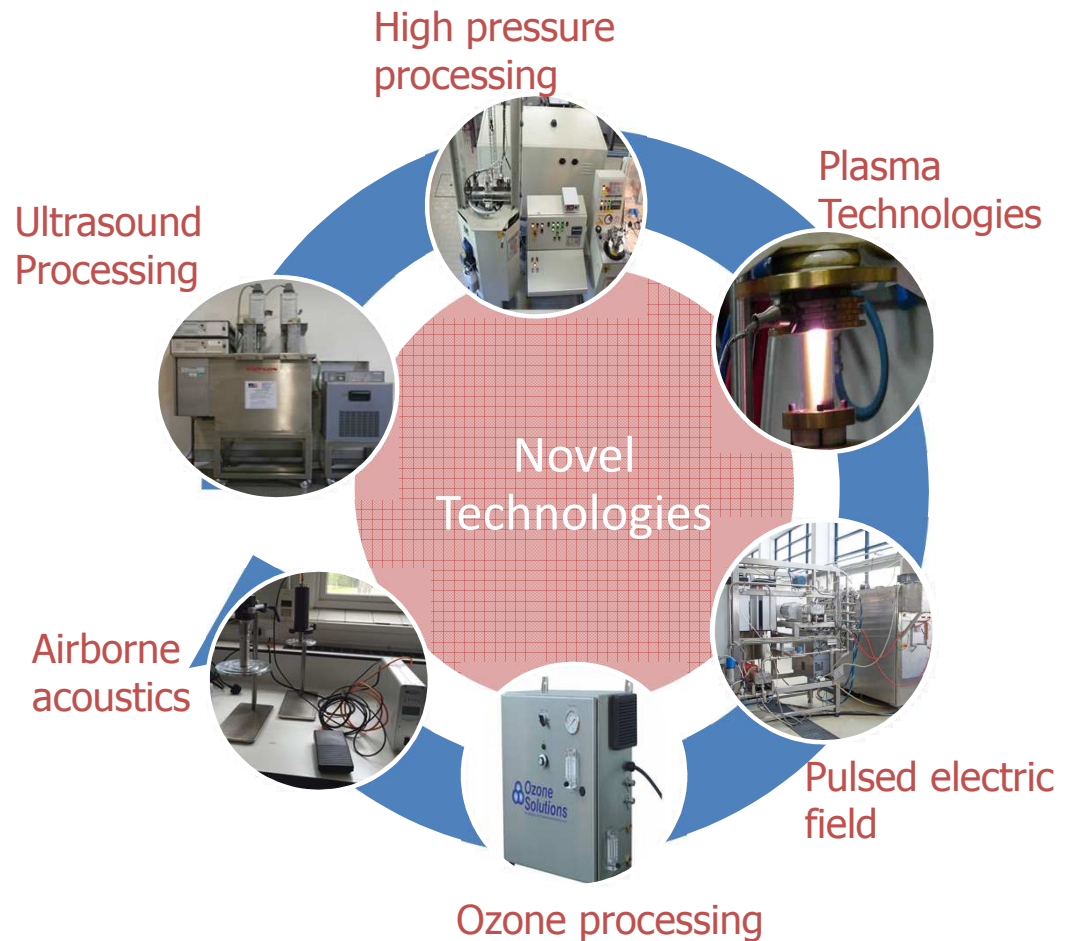 High pressure
processing
Plasma
Technologies
Ultrasound
Processing
Novel
Technologies
Airborne
acoustics
Pulsed electric
field
Ozone
Solutions
Ozone processing